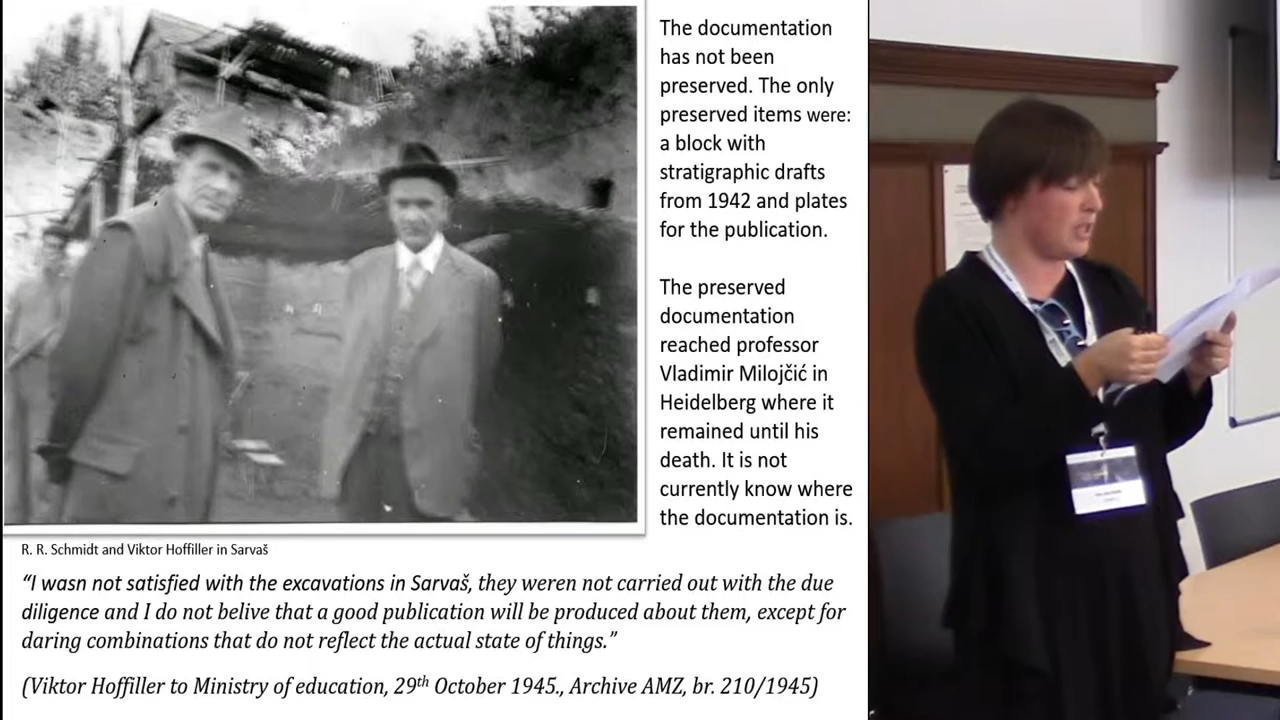 The documentation
has not been
preserved. The only
preserved items were:
a block with
stratigraphic drafts
from 1942 and plates
for the publication.
The preserved
documentation
reached professor
Vladimir Milojčić in
Heidelberg where it
remained until his
death. It is not
currently know where
the documentation is.
R. R. Schmidt and Viktor Hoffiller in Sarvaš
“I wasn not satisfied with the excavations in Sarvaš, they weren not carried out with the due
diligence and I do not belive that a good publication will be produced about them, except for
daring combinations that do not reflect the actual state of things.”
(Viktor Hoffiller to Ministry of education, 29th October 1945., Archive AMZ, br. 210/1945)